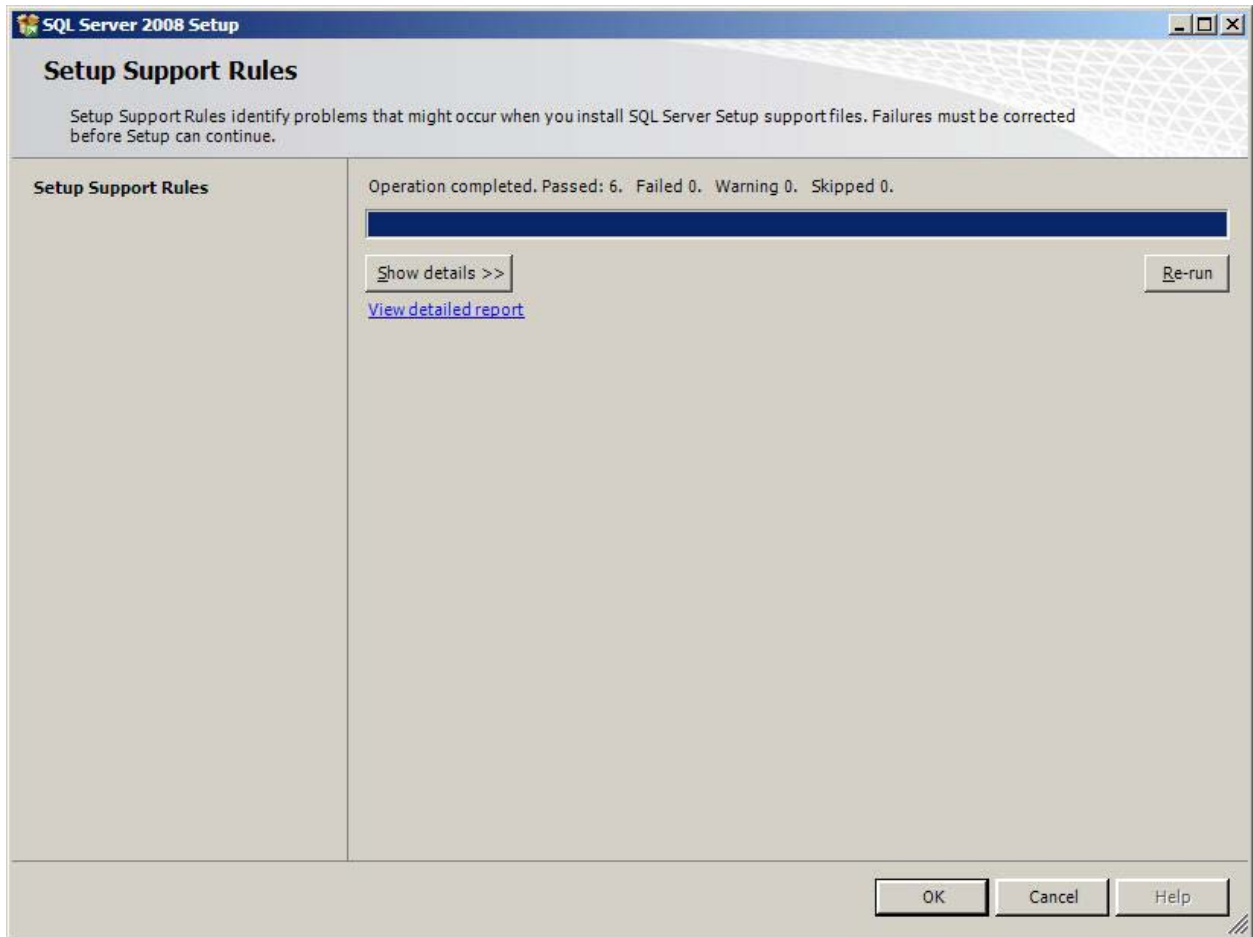 SQL Server 2008 Setup
Setup Support Rules
Setup Support Rules identify problems that might occur when you install SQL Server Setup support files. Failures must be corrected
before Setup can continue.
Setup Support Rules
Operation completed. Passed: 6. Failed 0. Warning 0. Skipped 0.
Show details >>
Re-run
View detailed report
OK
Cancel
Help